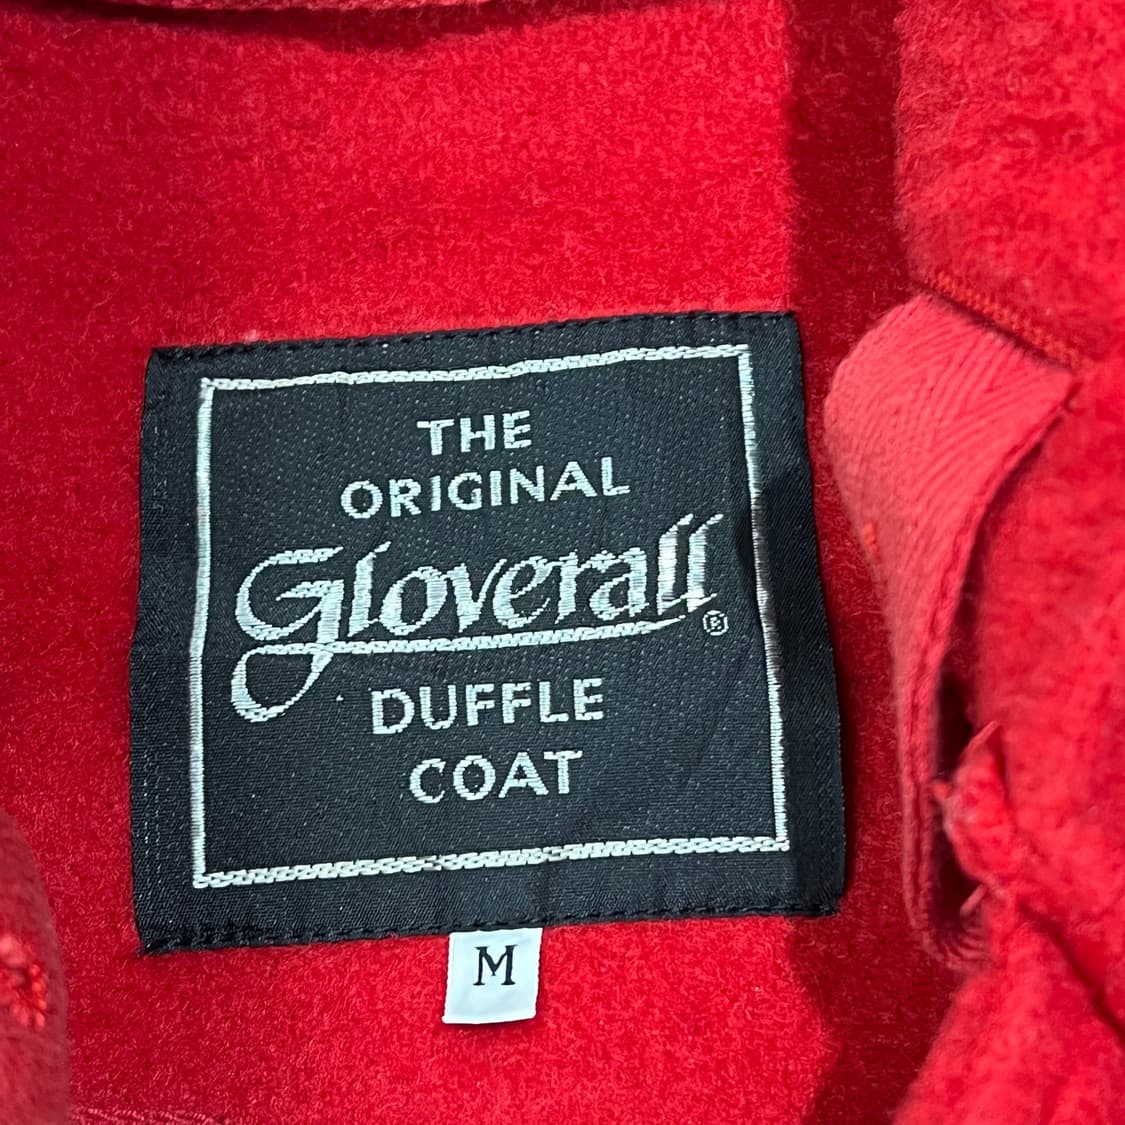 THE
ORIGINAL
Gloverall®
DUFFLE
COAT
M